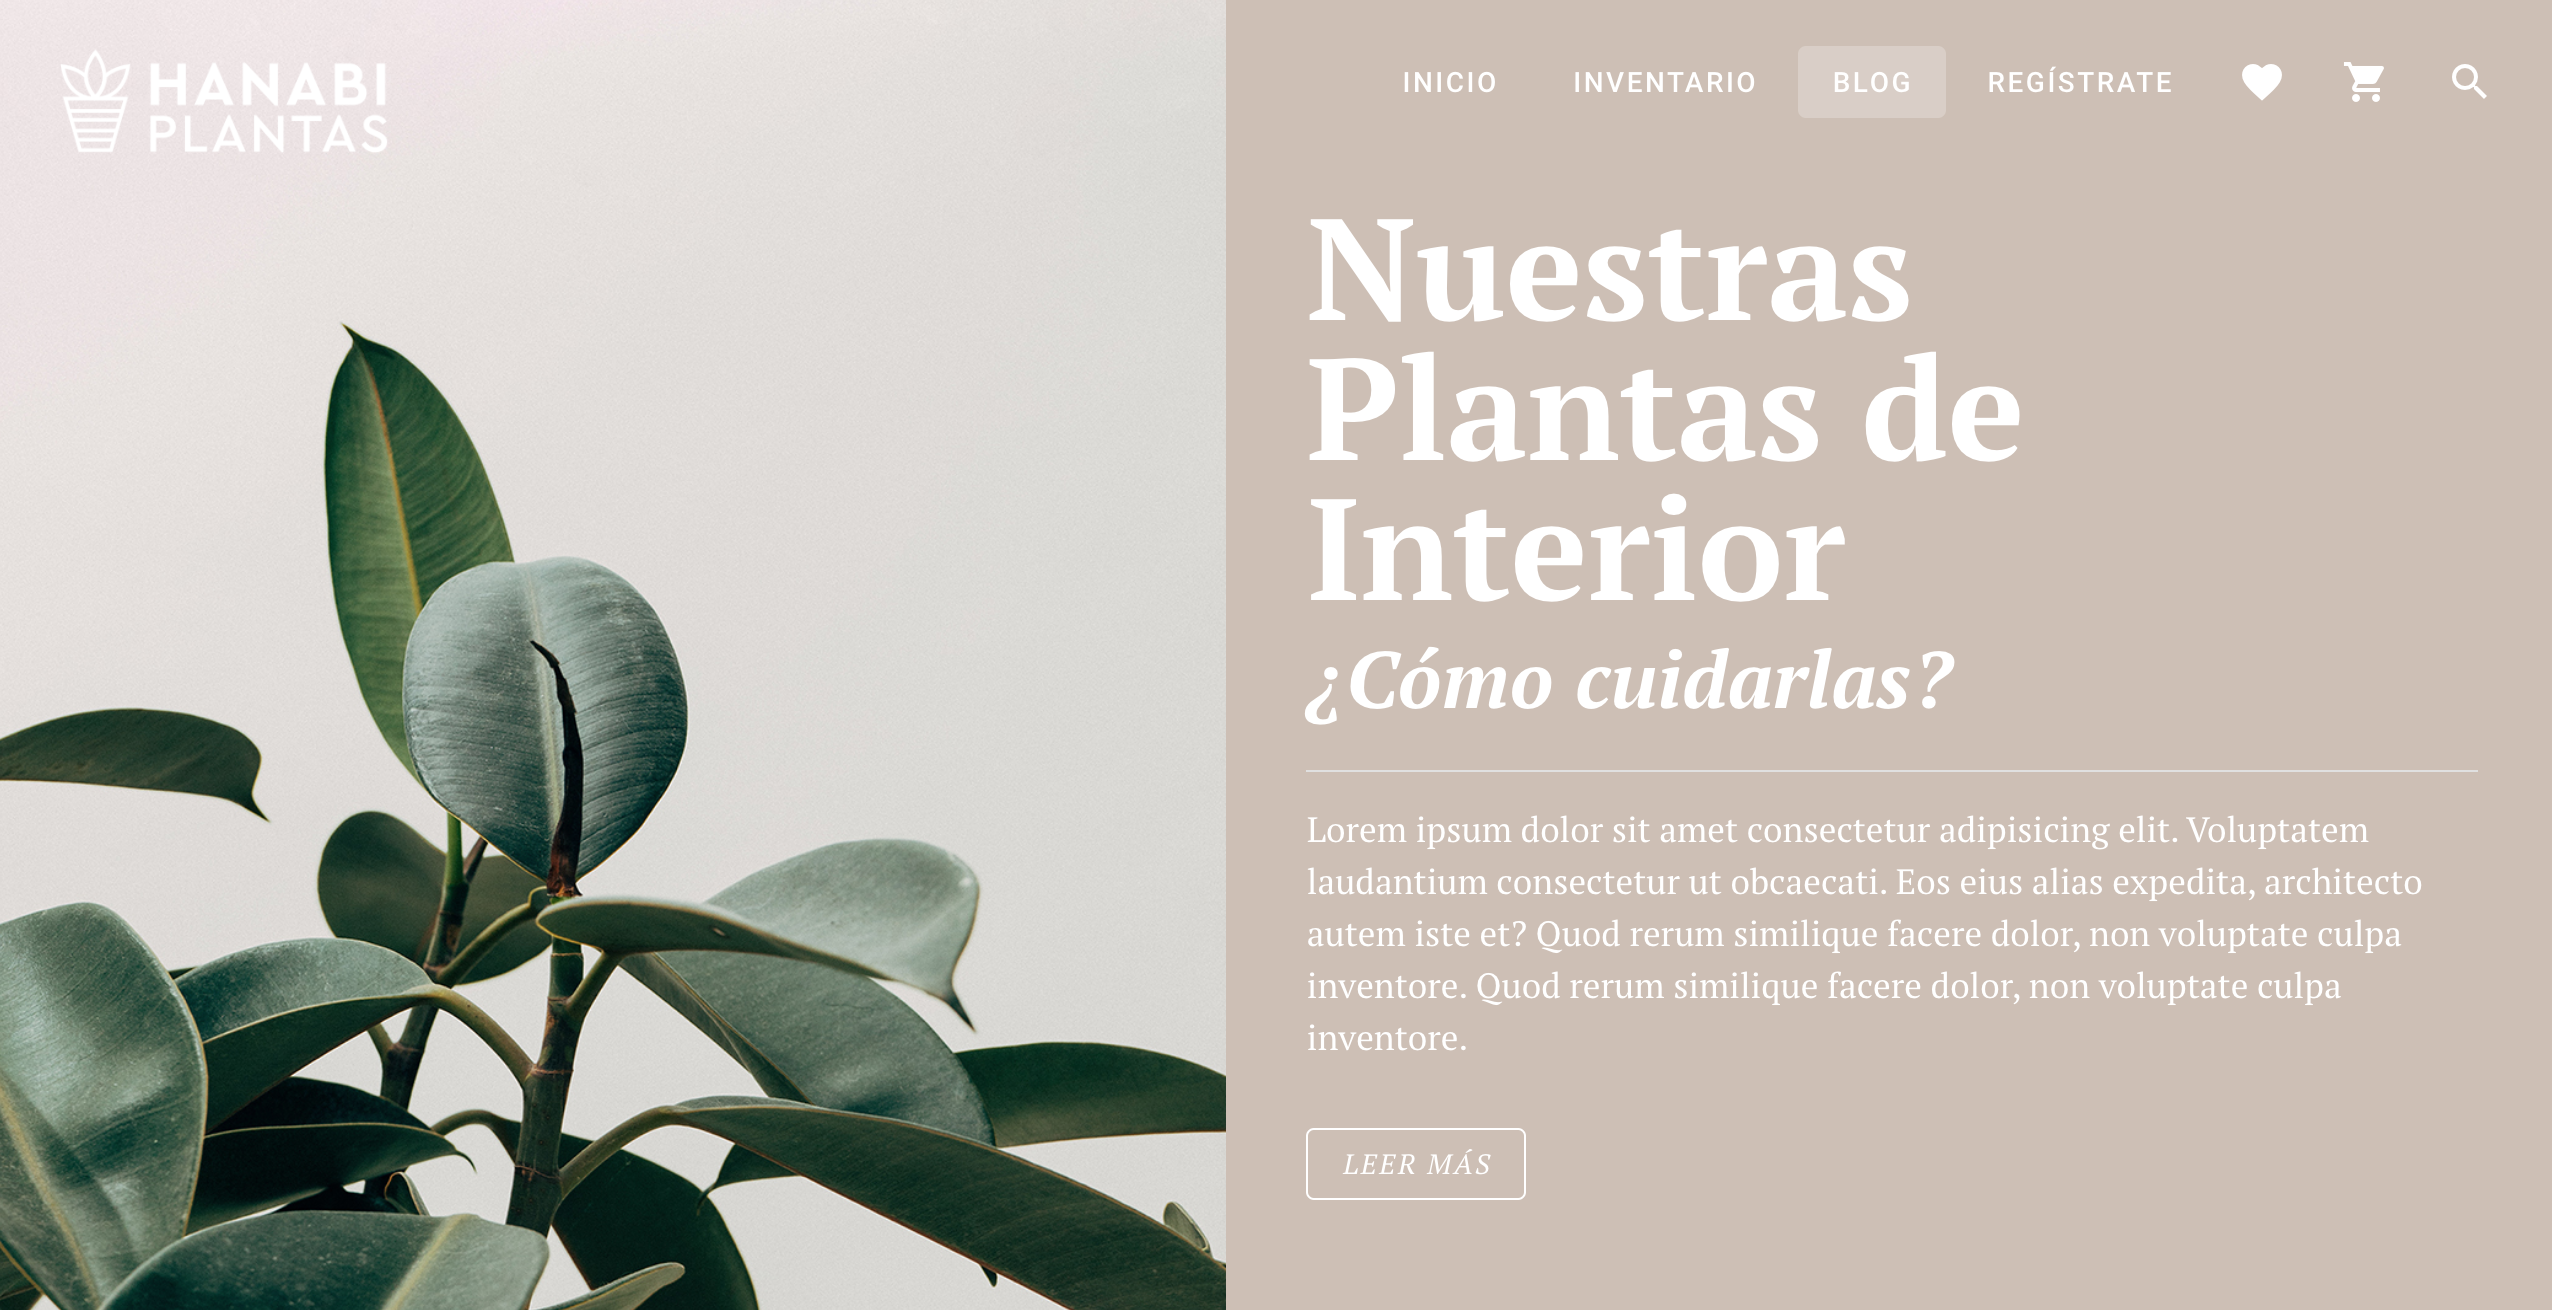 HANABI
PLANTAS
INICIO INVENTARIO BLOG REGÍSTRATE
Nuestras
Plantas de
Interior
¿Cómo cuidarlas?
Lorem ipsum dolor sit amet consectetur adipisicing elit. Voluptatem
laudantium consectetur ut obcaecati. Eos eius alias expedita, architecto
autem iste et? Quod rerum similique facere dolor, non voluptate culpa
inventore. Quod rerum similique facere dolor, non voluptate culpa
inventore.
LEER MÁS